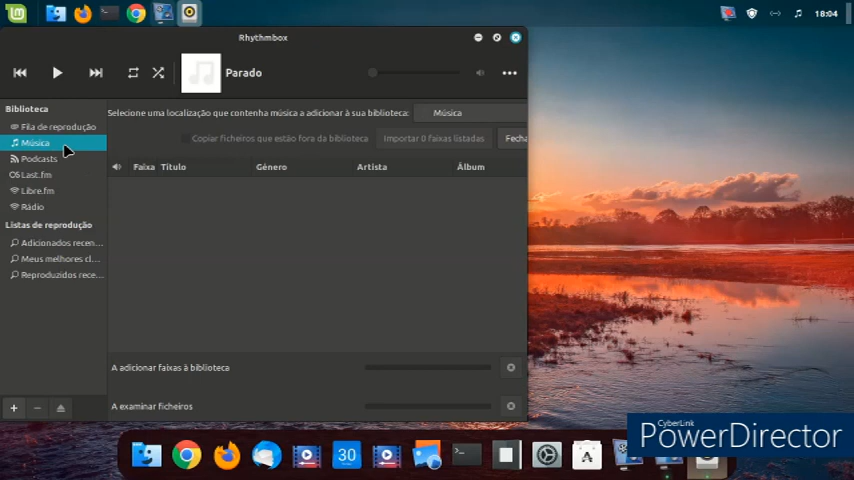 18:04
Rhythmbox
Parado
Biblioteca
Fila de reprodução
Música
Podcasts
Last.fm
Libre.fm
Rádio
Listas de reprodução
Adicionados recen...
Meus melhores cl...
Reproduzidos rece...
Selecione uma localização que contenha música a adicionar à sua biblioteca:
Música
Copiar ficheiros que estão fora da biblioteca
Importar 0 faixas listadas
Fecha
Faixa
Título
Género
Artista
Álbum
A adicionar faixas à biblioteca
A examinar ficheiros
30
CyberLink
PowerDirector